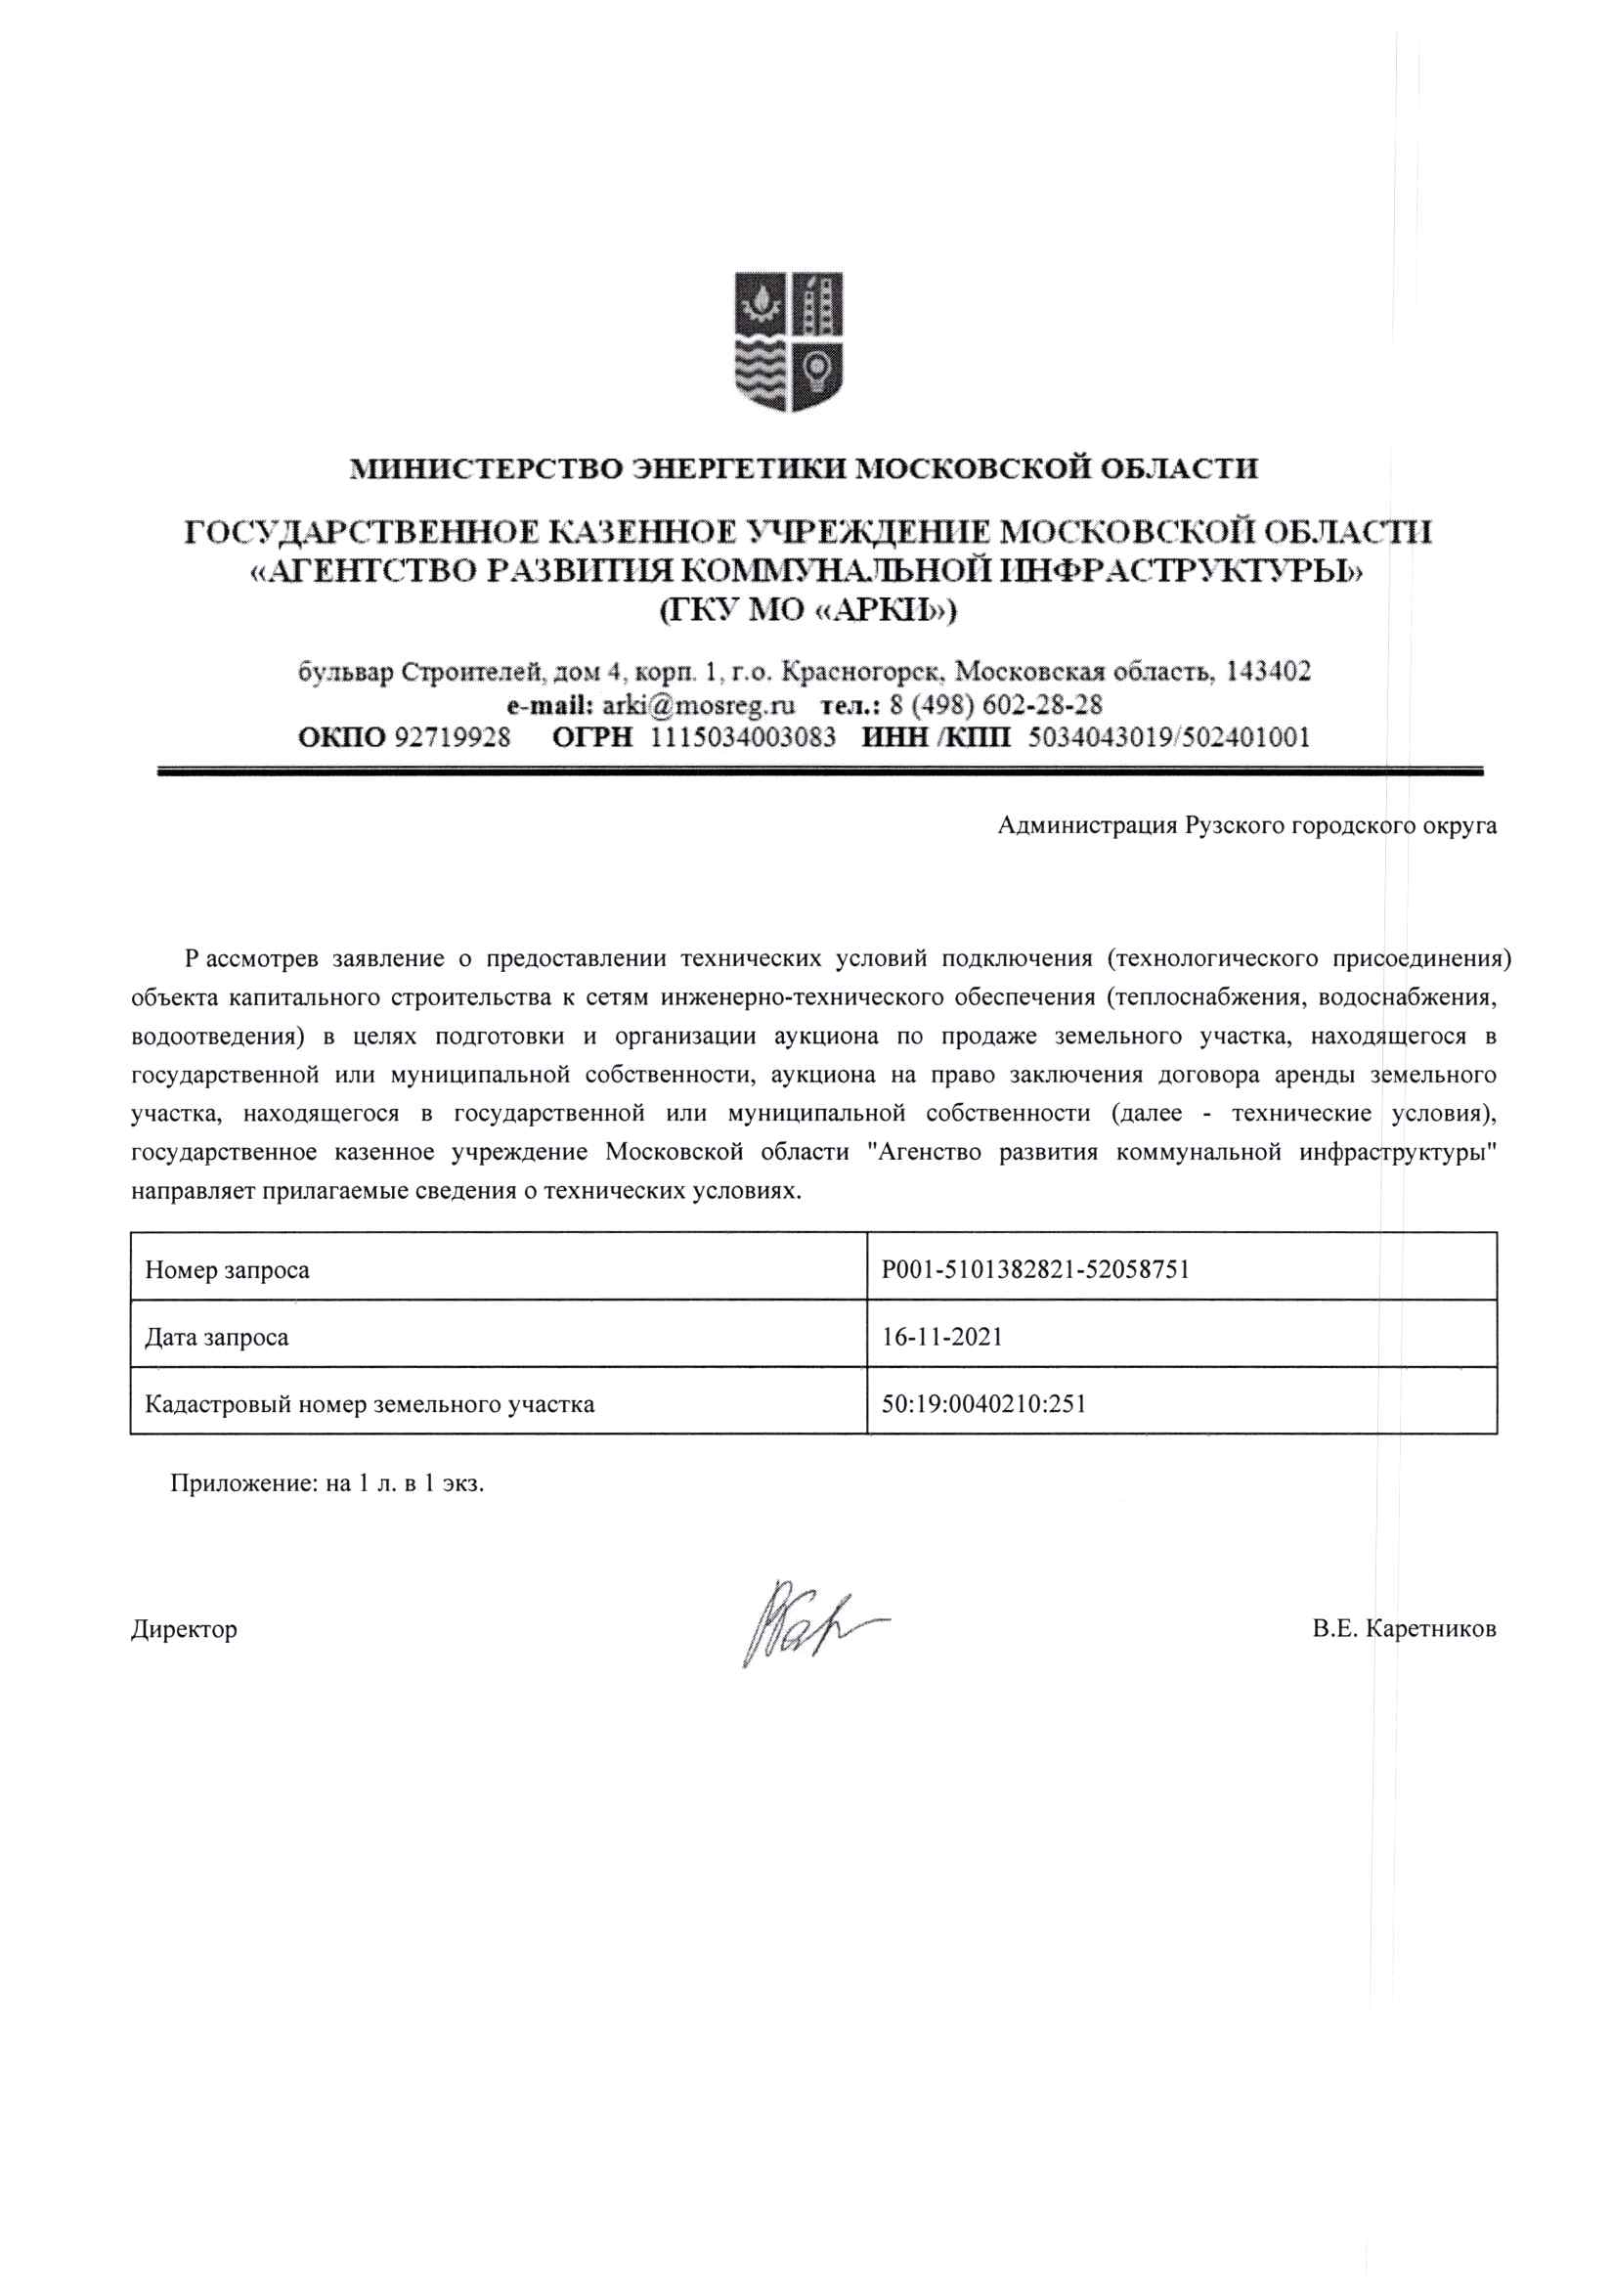 МИНИСТЕРСТВО ЭНЕРГЕТИКИ МОСКОВСКОЙ ОБЛАСТИ
ГОСУДАРСТВЕННОЕ КАЗЕННОЕ УЧРЕЖДЕНИЕ МОСКОВСКОЙ ОБЛАСТИ
«АГЕНТСТВО РАЗВИТИЯ КОММУНАЛЬНОЙ ИНФРАСТРУКТУРЫ»
(ГКУ МО «АРКИ»)
бульвар Строителей, дом 4, корп. 1, г.о. Красногорск, Московская область, 143402
e-mail: arki@mosreg.ru тел.: 8 (498) 602-28-28
ОКПО 92719928 ОГРН 1115034003083 ИНН /КПП 5034043019/502401001
Администрация Рузского городского округа
Р ассмотрев заявление о предоставлении технических условий подключения (технологического присоединения)
объекта капитального строительства к сетям инженерно-технического обеспечения (теплоснабжения, водоснабжения,
водоотведения) в целях подготовки и организации аукциона по продаже земельного участка, находящегося в
государственной или муниципальной собственности, аукциона на право заключения договора аренды земельного
участка, находящегося в государственной или муниципальной собственности (далее - технические условия),
государственное казенное учреждение Московской области "Агенство развития коммунальной инфраструктуры"
направляет прилагаемые сведения о технических условиях.
Номер запроса P001-5101382821-52058751
Дата запроса 16-11-2021
Кадастровый номер земельного участка 50:19:0040210:251
Приложение: на 1 л. в 1 экз.
Директор В.Е. Каретников